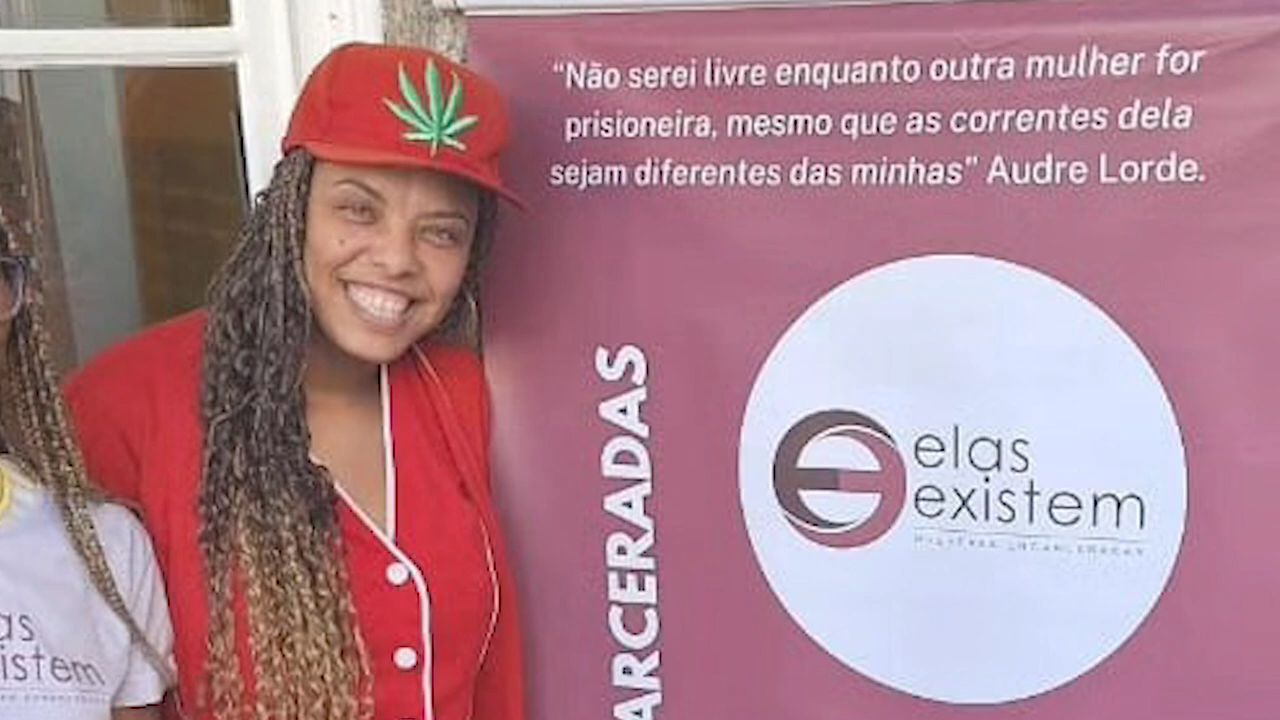 “Não serei livre enquanto outra mulher for
prisioneira, mesmo que as correntes dela
sejam diferentes das minhas” Audre Lorde.
ARCERADAS
elas
existem
as
istem